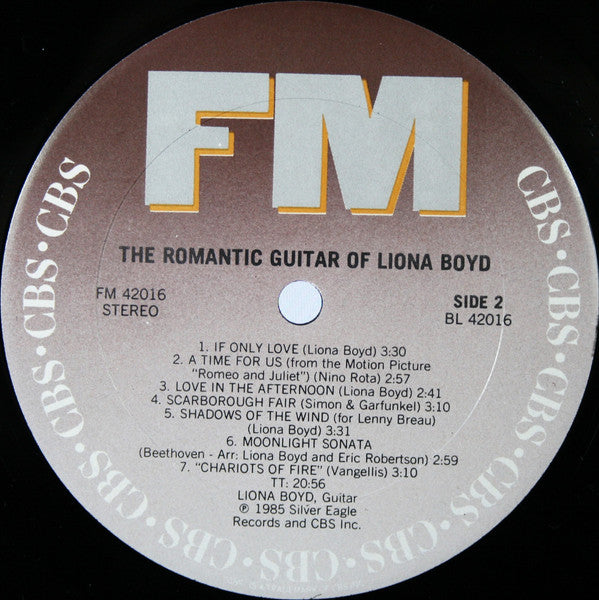 FM
THE ROMANTIC GUITAR OF LIONA BOYD
FM 42016
STEREO
SIDE 2
BL 42016
1. IF ONLY LOVE (Liona Boyd) 3:30
2. A TIME FOR US (from the Motion Picture
"Romeo and Juliet") (Nino Rota) 2:57
3. LOVE IN THE AFTERNOON (Liona Boyd) 2:41
4. SCARBOROUGH FAIR (Simon & Garfunkel) 3:10
5. SHADOWS OF THE WIND (for Lenny Breau)
(Liona Boyd) 3:31
6. MOONLIGHT SONATA
(Beethoven - Arr: Liona Boyd and Eric Robertson) 2:59
7. "CHARIOTS OF FIRE" (Vangellis) 3:10
TT: 20:56
LIONA BOYD, Guitar
℗ 1985 Silver Eagle
Records and CBS Inc.
CBS • CBS • CBS • CBS • CBS • CBS • CBS • CBS • CBS • CBS • CBS